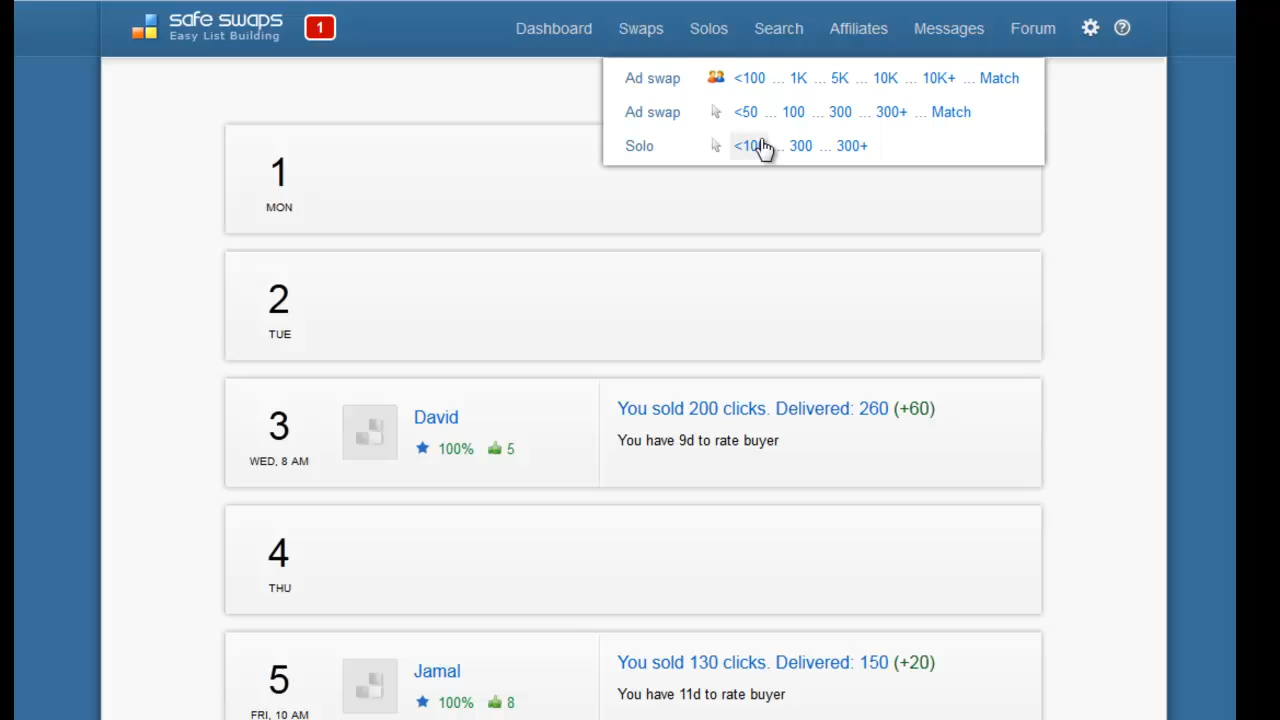 safe swaps
Easy List Building
1
Dashboard Swaps Solos Search Affiliates Messages Forum
Ad swap <100 ... 1K ... 5K ... 10K ... 10K+ ... Match
Ad swap <50 ... 100 ... 300 ... 300+ ... Match
Solo <100 ... 300 ... 300+
1
MON
2
TUE
3
WED, 8 AM
David
100% 5
You sold 200 clicks. Delivered: 260 (+60)
You have 9d to rate buyer
4
THU
5
FRI, 10 AM
Jamal
100% 8
You sold 130 clicks. Delivered: 150 (+20)
You have 11d to rate buyer